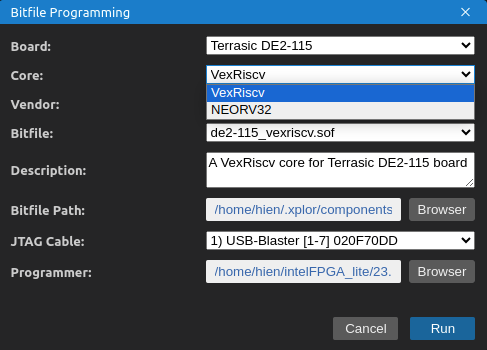 Bitfile Programming
Board: Terrasic DE2-115
Core: VexRiscv
VexRiscv
Vendor: NEORV32
Bitfile: de2-115_vexriscv.sof
Description: A VexRiscv core for Terrasic DE2-115 board
Bitfile Path: /home/hien/.xplor/components Browser
JTAG Cable: 1) USB-Blaster [1-7] 020F70DD
Programmer: /home/hien/intelFPGA_lite/23. Browser
Cancel Run